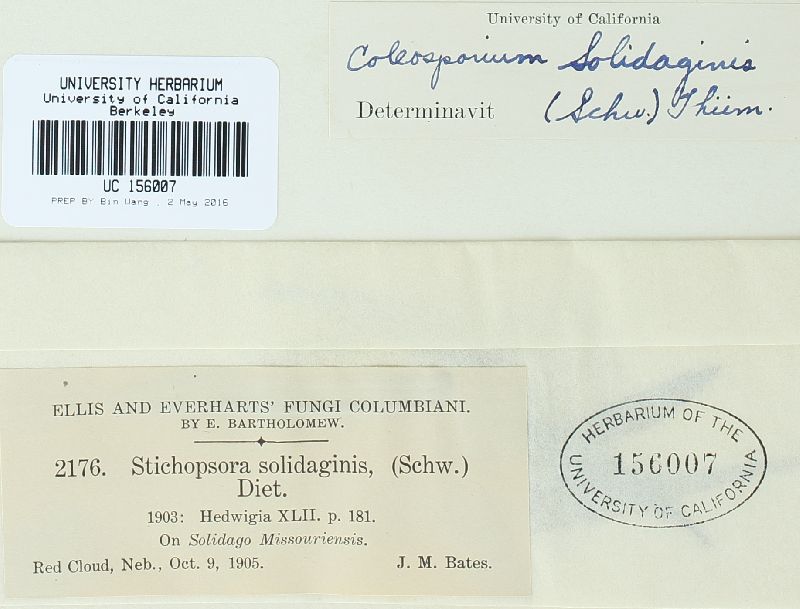 University of California
Coleosporium Solidaginis
Determinavit (Schw.) Thüm.
UNIVERSITY HERBARIUM
University of California
Berkeley
UC 156007
PREP BY Bin Wang . 2 May 2016
ELLIS AND EVERHARTS' FUNGI COLUMBIANI.
BY E. BARTHOLOMEW.
2176. Stichopsora solidaginis, (Schw.)
Diet.
1903: Hedwigia XLII. p. 181.
On Solidago Missouriensis.
Red Cloud, Neb., Oct. 9, 1905. J. M. Bates.
HERBARIUM OF THE
156007
UNIVERSITY OF CALIFORNIA